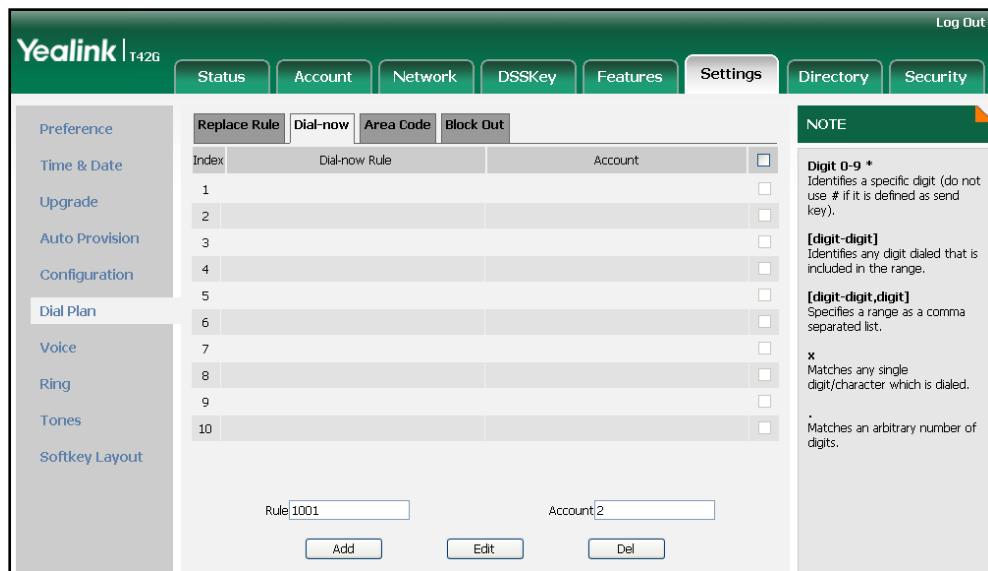 Log Out
Yealink T42G
Status Account Network DSSKey Features Settings Directory Security
Preference
Time & Date
Upgrade
Auto Provision
Configuration
Dial Plan
Voice
Ring
Tones
Softkey Layout
Replace Rule Dial-now Area Code Block Out
Index Dial-now Rule Account
1
2
3
4
5
6
7
8
9
10
Rule 1001 Account 2
Add Edit Del
NOTE
Digit 0-9 *
Identifies a specific digit (do not
use # if it is defined as send
key).
[digit-digit]
Identifies any digit dialed that is
included in the range.
[digit-digit,digit]
Specifies a range as a comma
separated list.
x
Matches any single
digit/character which is dialed.
.
Matches an arbitrary number of
digits.